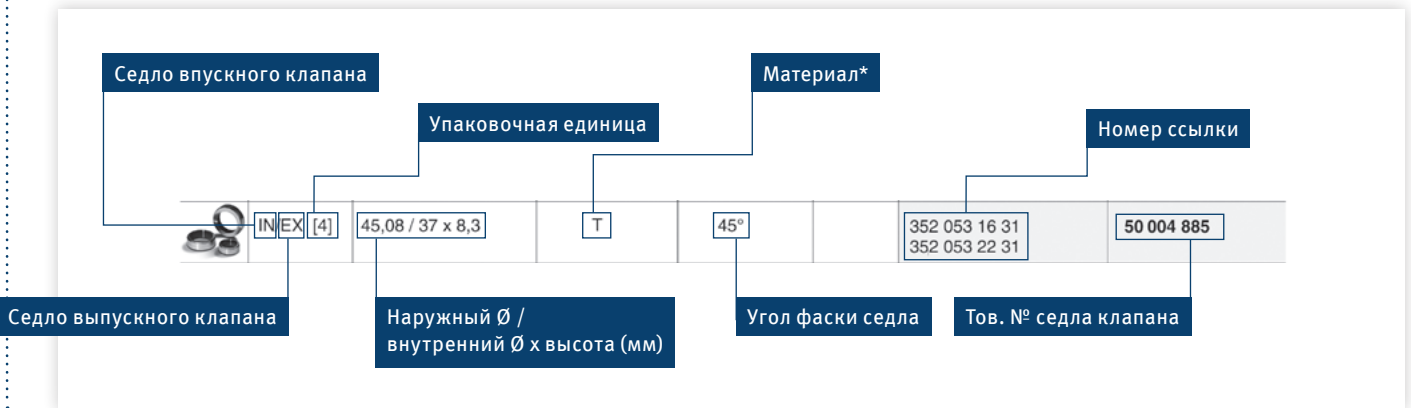 Седло впускного клапана
Материал*
Упаковочная единица
Номер ссылки
IN EX [4] 45,08 / 37 x 8,3 T 45° 352 053 16 31 50 004 885
352 053 22 31
Седло выпускного клапана
Наружный Ø /
внутренний Ø x высота (мм)
Угол фаски седла
Тов. № седла клапана